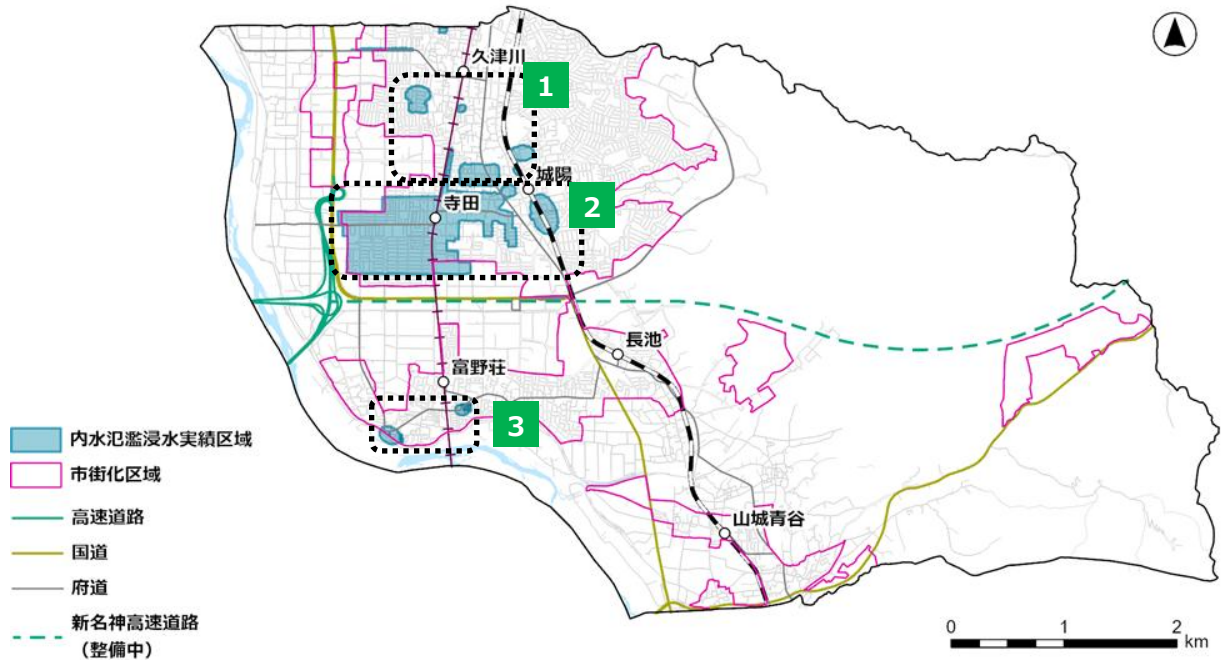 久津川
1
城陽
2
寺田
長池
富野荘
3
山城青谷
内水氾濫浸水実績区域
市街化区域
高速道路
国道
府道
新名神高速道路
（整備中）
0 1 2
km